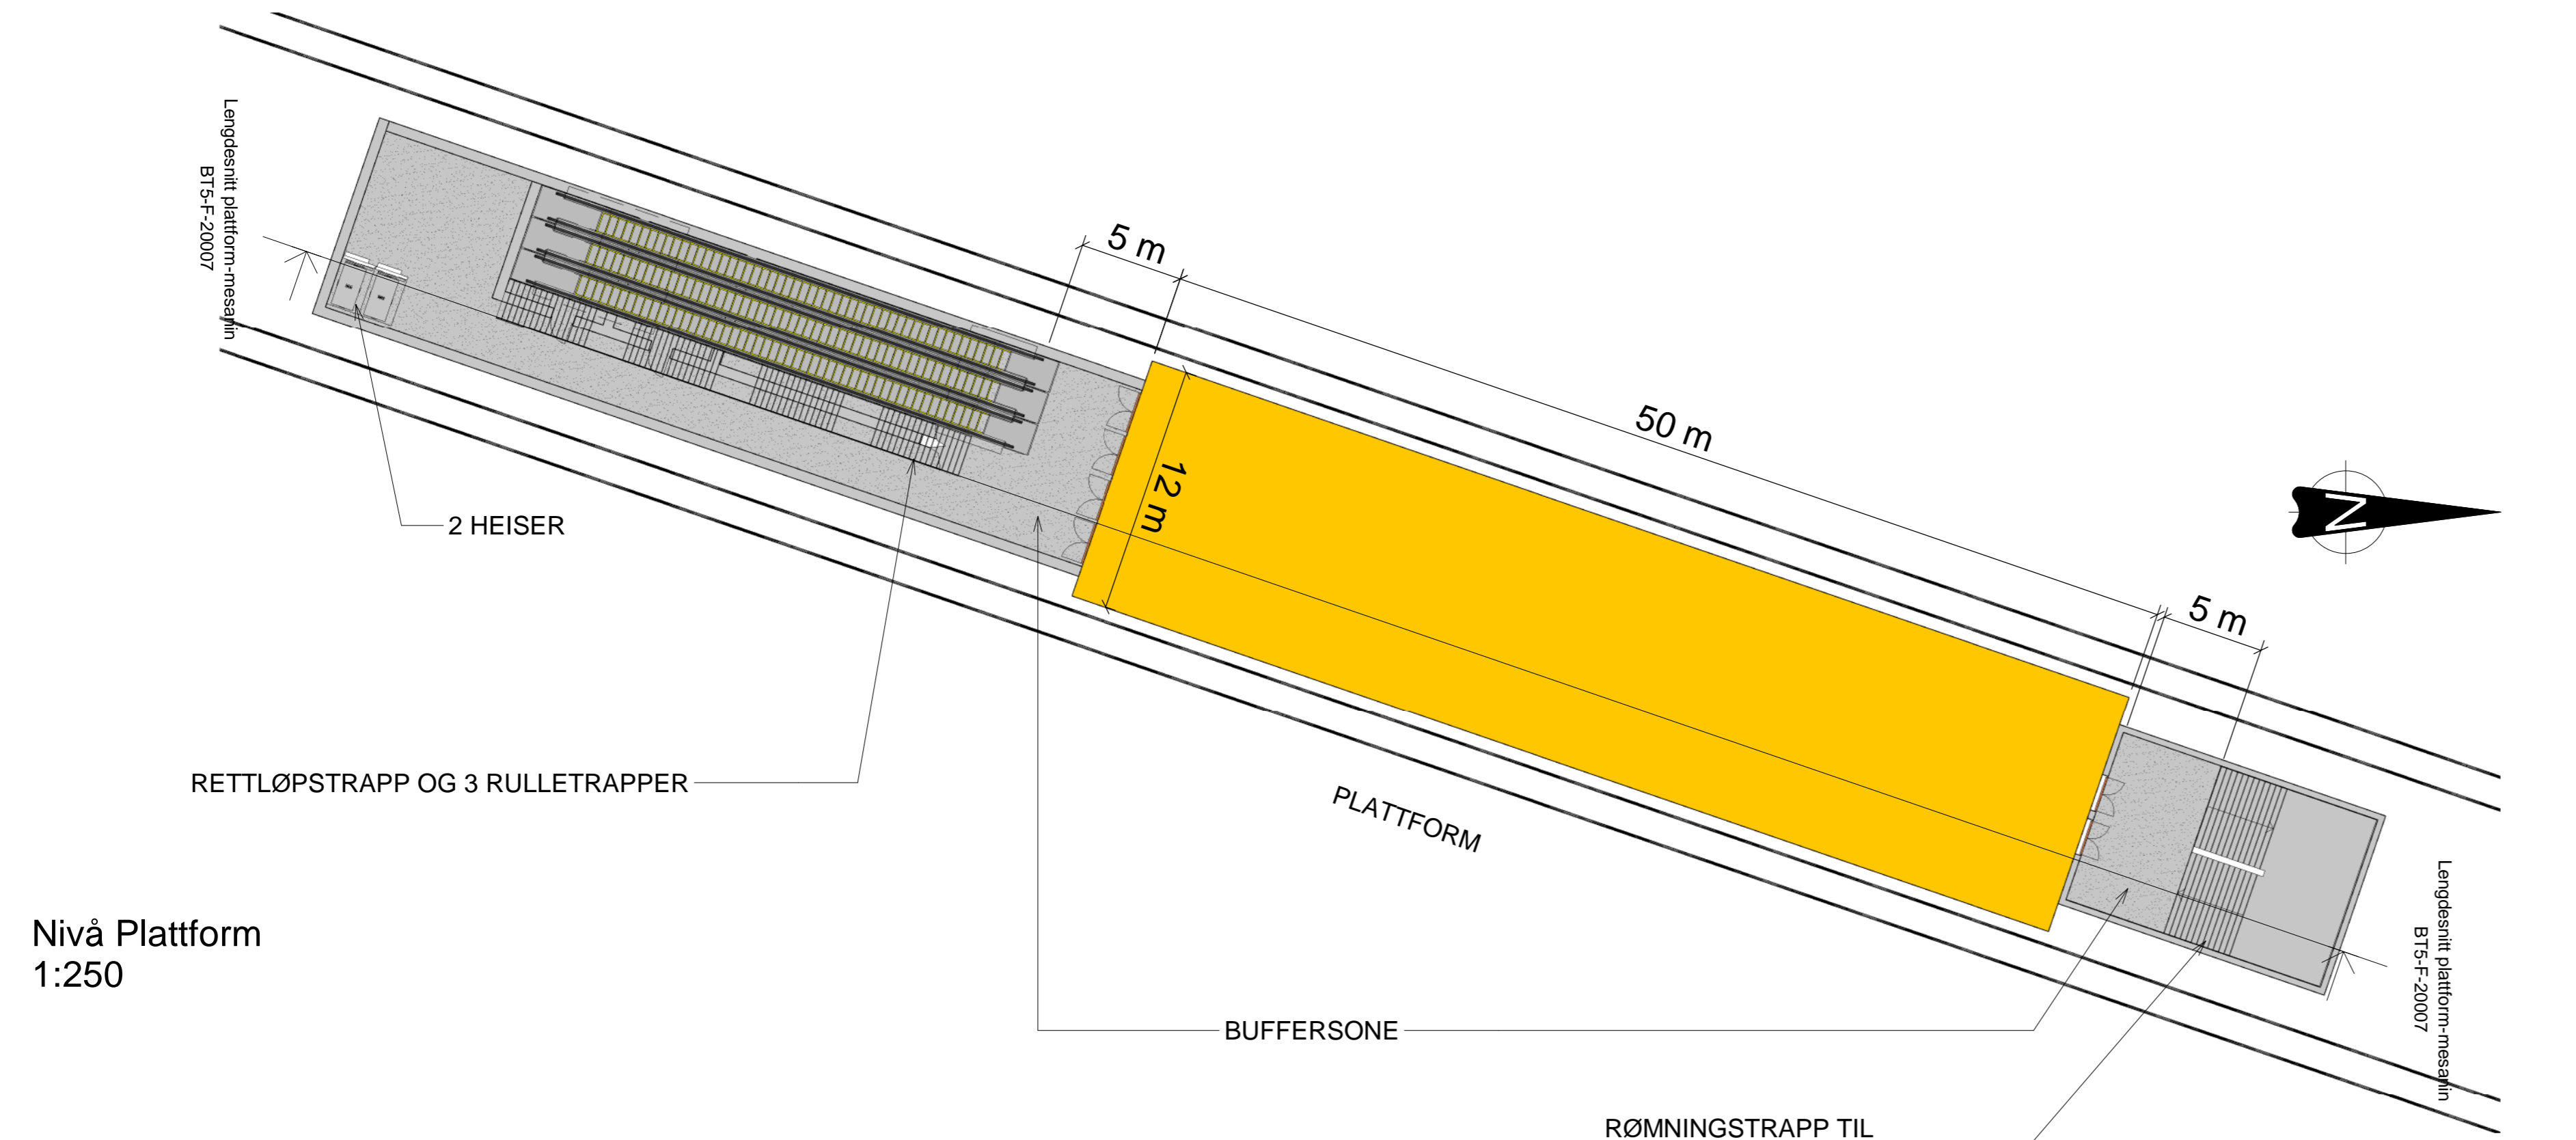 Lengdesnitt plattform-mesanin
BT5-F-20007
5 m
50 m
12 m
5 m
N
2 HEISER
RETTLØPSTRAPP OG 3 RULLETRAPPER
PLATTFORM
Nivå Plattform
1:250
BUFFERSONE
Lengdesnitt plattform-mesanin
BT5-F-20007
RØMNINGSTRAPP TIL